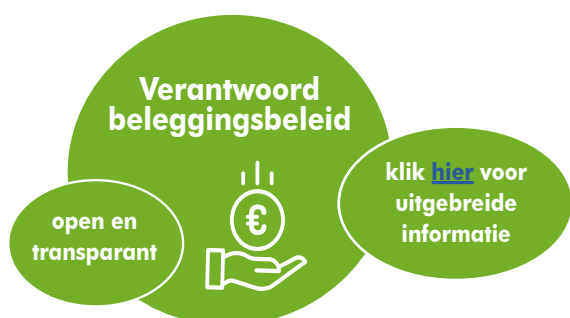 Verantwoord
beleggingsbeleid
klik hier voor
uitgebreide
informatie
€
open en
transparant